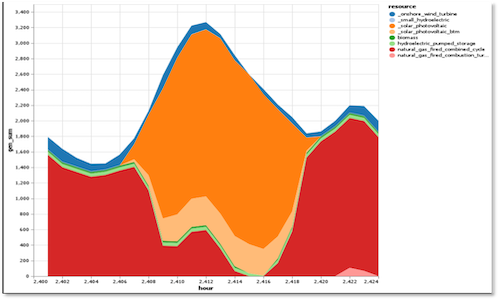 resource
_onshore_wind_turbine
_small_hydroelectric
_solar_photovoltaic
_solar_photovoltaic_btm
biomass
hydroelectric_pumped_storage
natural_gas_fired_combined_cycle
natural_gas_fired_combustion_tur...
gen_sum
3,400
3,200
3,000
2,800
2,600
2,400
2,200
2,000
1,800
1,600
1,400
1,200
1,000
800
600
400
200
0
2,400 2,402 2,404 2,406 2,408 2,410 2,412 2,414 2,416 2,418 2,420 2,422 2,424
hour